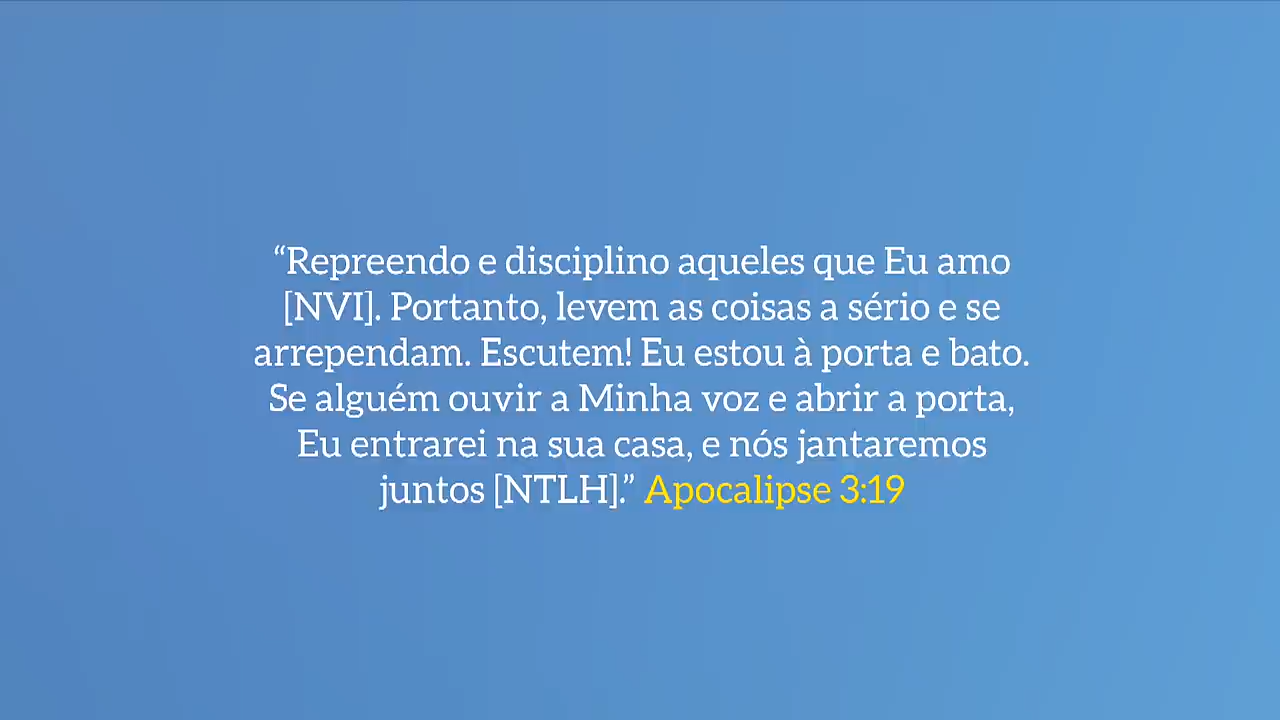 “Repreendo e disciplino aqueles que Eu amo
[NVI]. Portanto, levem as coisas a sério e se
arrependam. Escutem! Eu estou à porta e bato.
Se alguém ouvir a Minha voz e abrir a porta,
Eu entrarei na sua casa, e nós jantaremos
juntos [NTLH].” Apocalipse 3:19